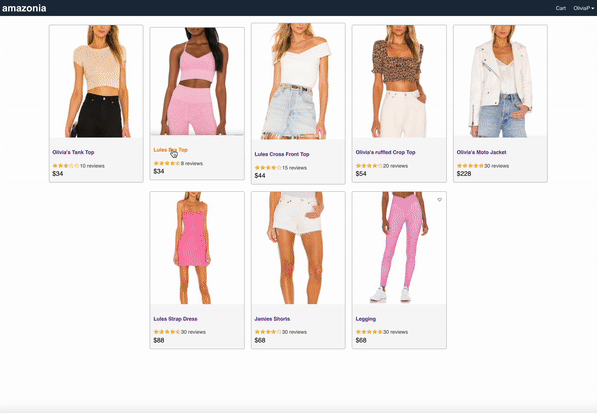 amazonia
Cart OliviaP
Olivia's Tank Top
10 reviews
$34
Lules Bra Top
8 reviews
$34
Lules Cross Front Top
15 reviews
$44
Olivia's ruffled Crop Top
20 reviews
$54
Olivia's Moto Jacket
30 reviews
$228
Lules Strap Dress
30 reviews
$88
Jamies Shorts
30 reviews
$68
Legging
30 reviews
$68